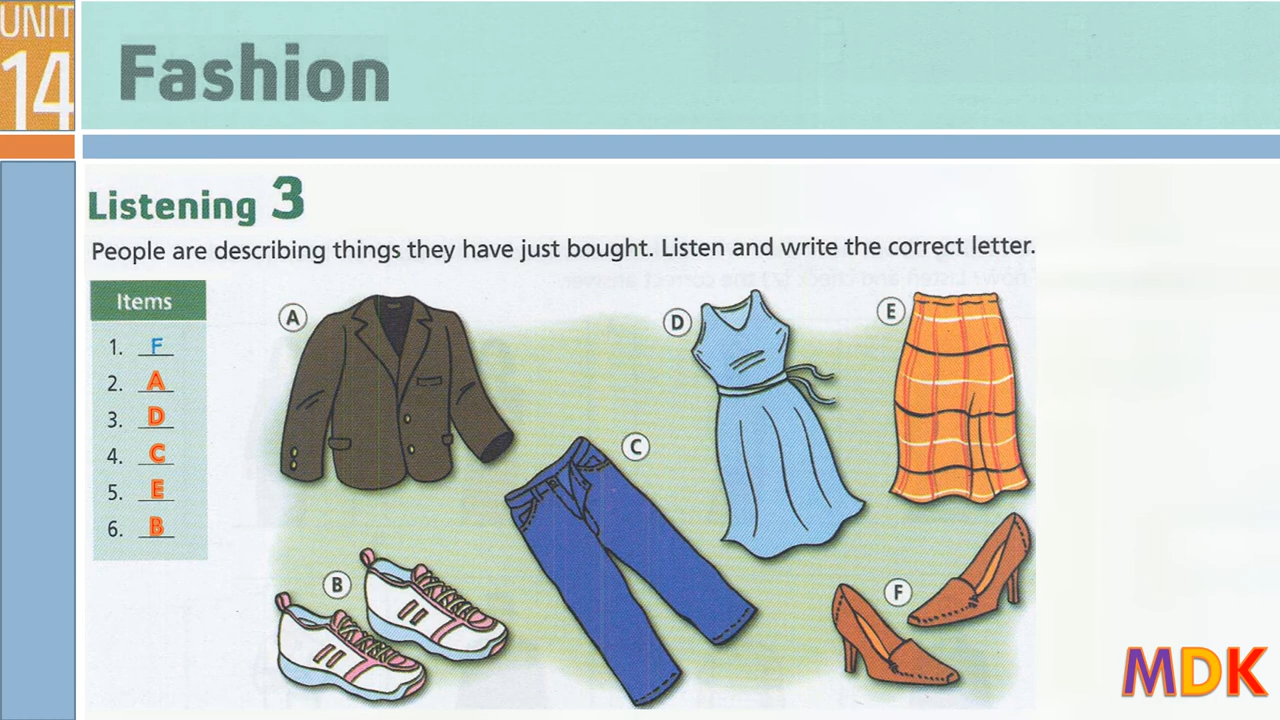 UNIT
14
Fashion
Listening 3
People are describing things they have just bought. Listen and write the correct letter.
Items
1. F
2. A
3. D
4. C
5. E
6. B
A
D
E
C
B
F
MDK